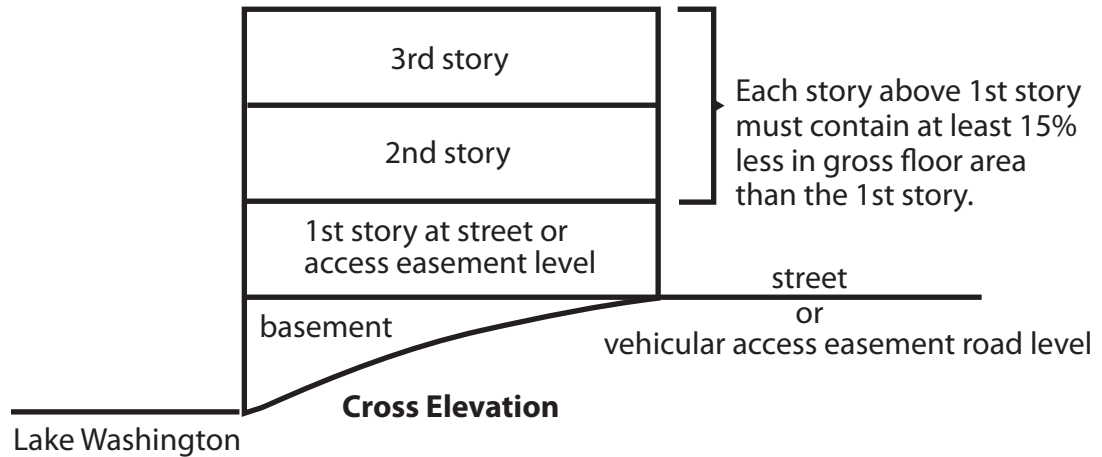 3rd story
2nd story
Each story above 1st story
must contain at least 15%
less in gross floor area
than the 1st story.
1st story at street or
access easement level
street
or
vehicular access easement road level
basement
Cross Elevation
Lake Washington